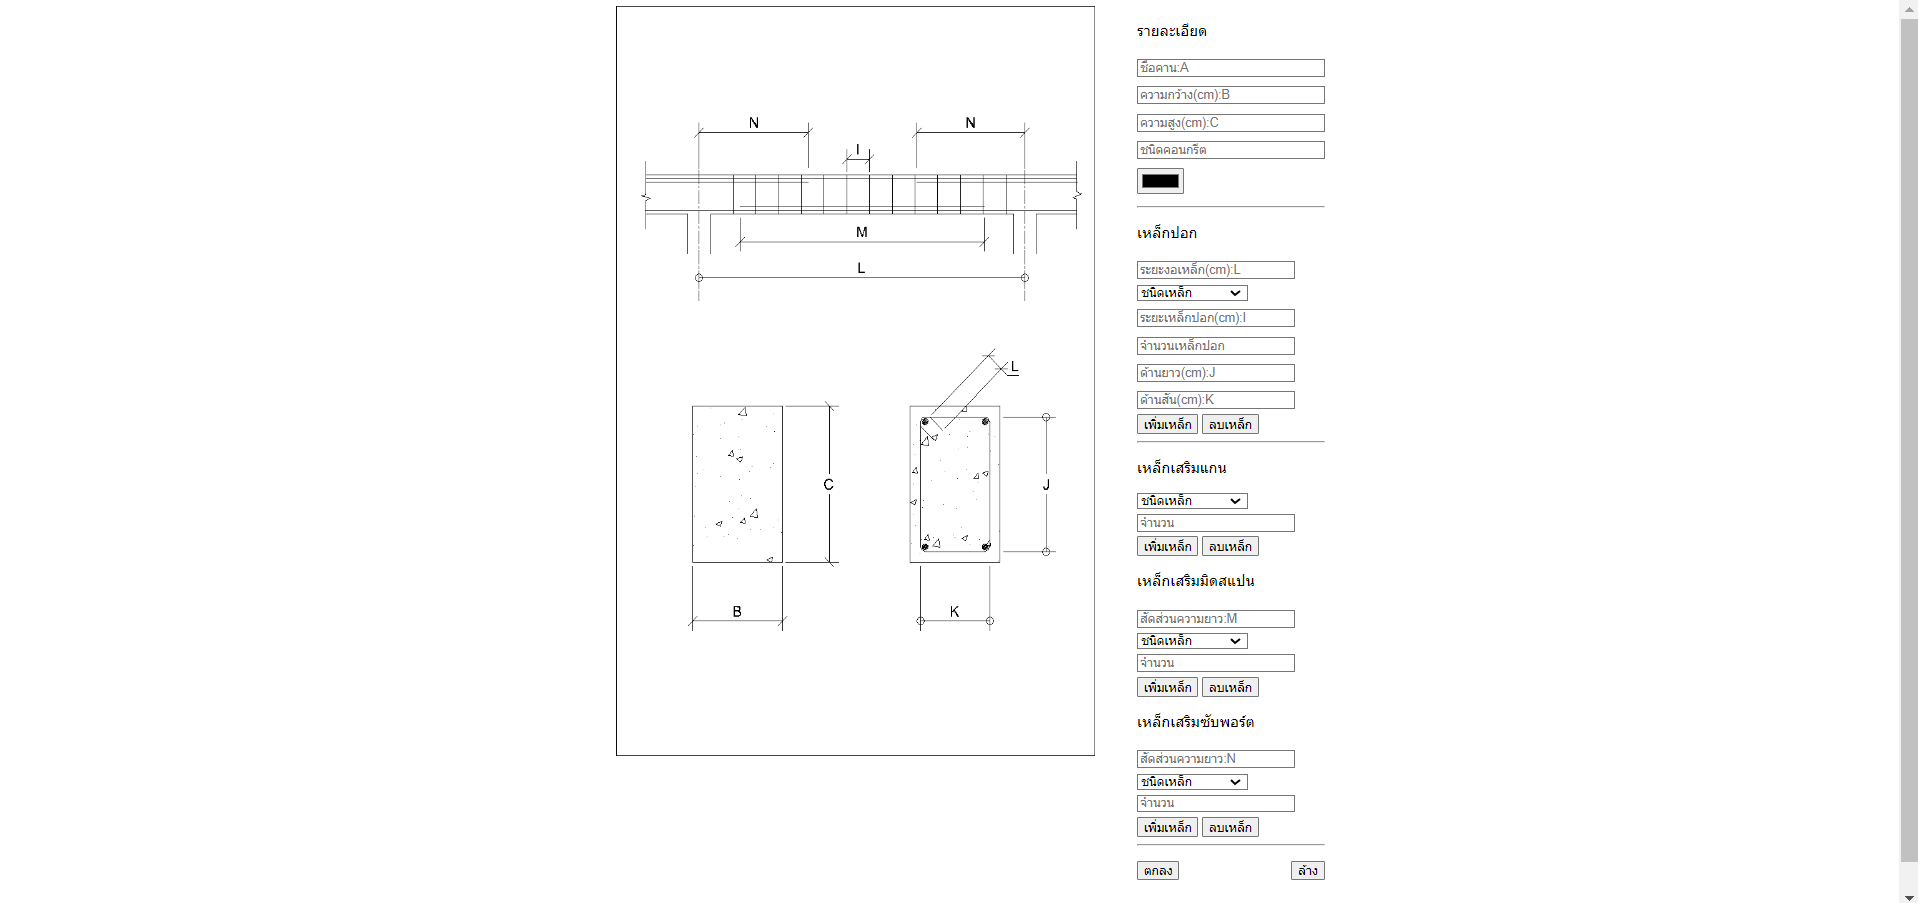 N
N
I
M
L
L
C
J
B
K
รายละเอียด
ชื่อคาน:A
ความกว้าง(cm):B
ความสูง(cm):C
ชนิดคอนกรีต
เหล็กปอก
ระยะงอเหล็ก(cm):L
ชนิดเหล็ก
ระยะเหล็กปอก(cm):I
จำนวนเหล็กปอก
ด้านยาว(cm):J
ด้านสั้น(cm):K
เพิ่มเหล็ก ลบเหล็ก
เหล็กเสริมแกน
ชนิดเหล็ก
จำนวน
เพิ่มเหล็ก ลบเหล็ก
เหล็กเสริมมิดสแปน
สัดส่วนความยาว:M
ชนิดเหล็ก
จำนวน
เพิ่มเหล็ก ลบเหล็ก
เหล็กเสริมซับพอร์ต
สัดส่วนความยาว:N
ชนิดเหล็ก
จำนวน
เพิ่มเหล็ก ลบเหล็ก
ตกลง ล้าง